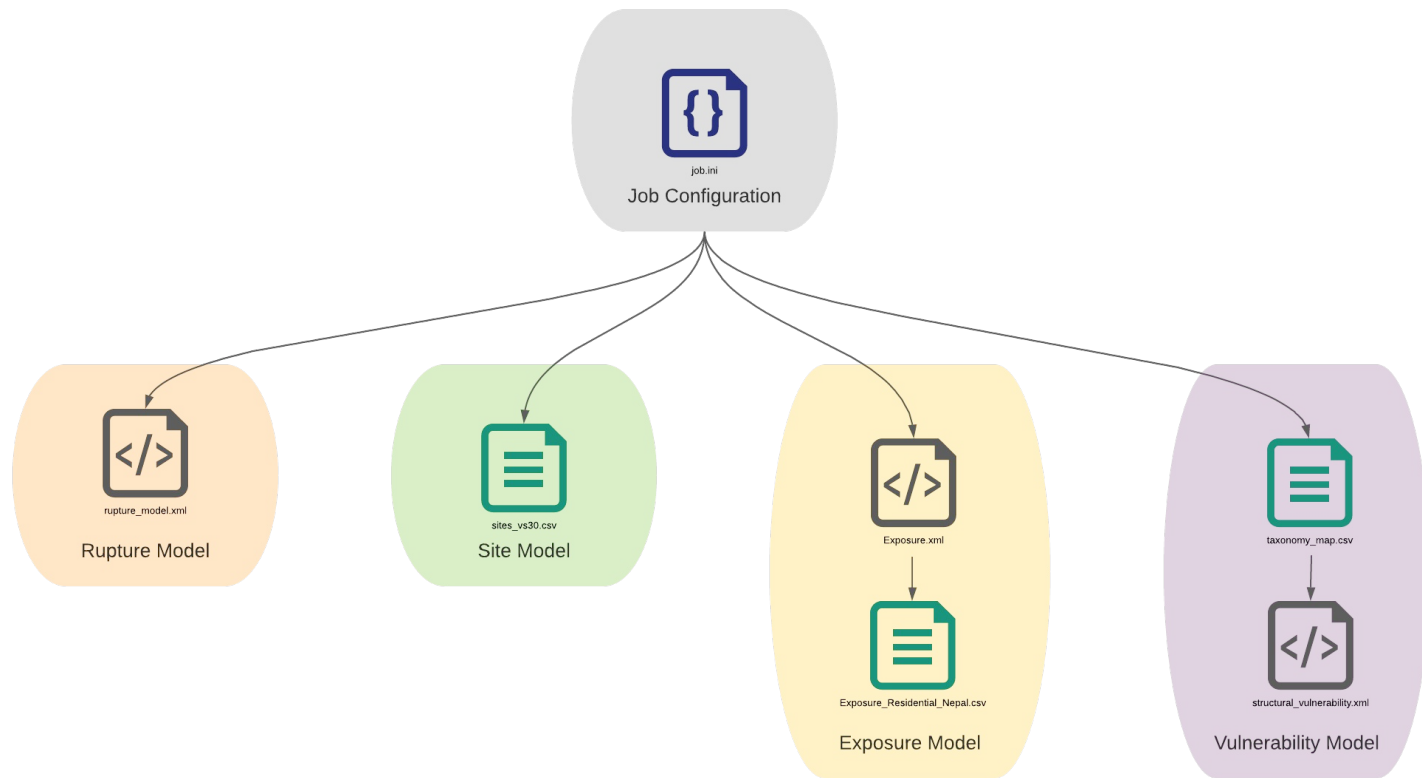 {}
job.ini
Job Configuration
</>
rupture_model.xml
Rupture Model
sites_vs30.csv
Site Model
</>
Exposure.xml
Exposure_Residential_Nepal.csv
Exposure Model
taxonomy_map.csv
</>
structural_vulnerability.xml
Vulnerability Model